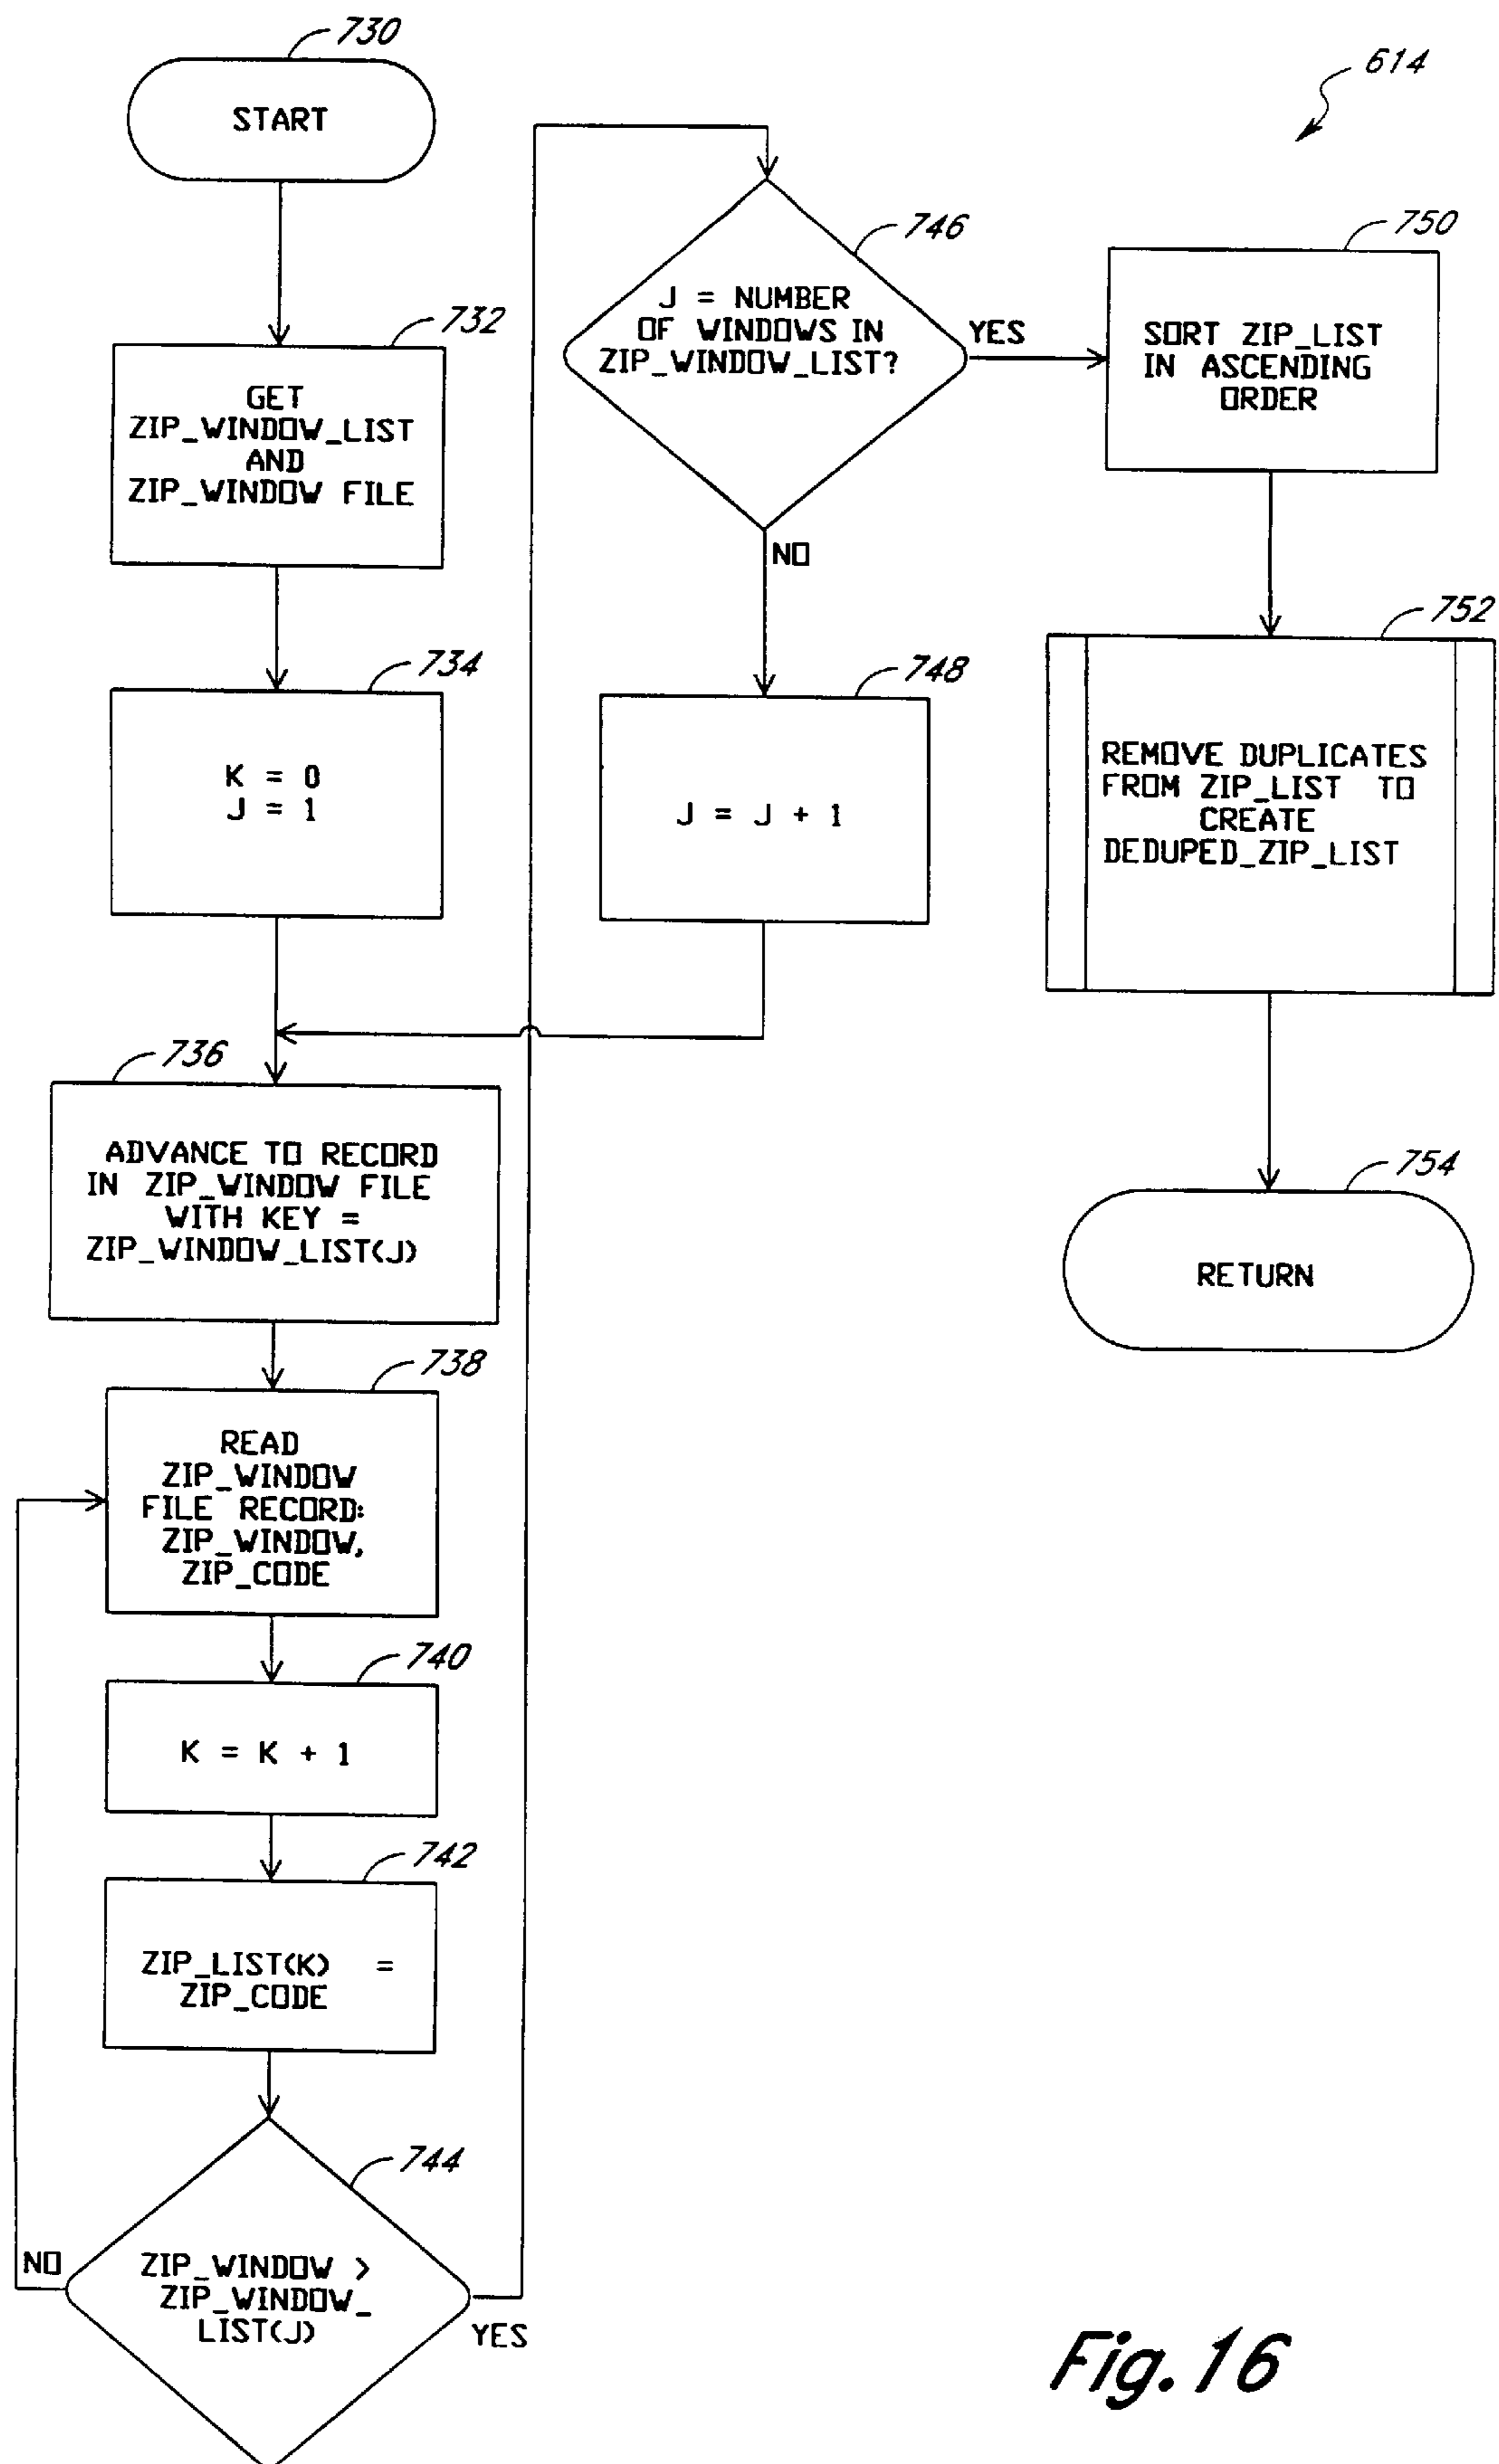 730
START
732
GET
ZIP_WINDOW_LIST
AND
ZIP_WINDOW FILE
734
K = 0
J = 1
736
ADVANCE TO RECORD
IN ZIP_WINDOW FILE
WITH KEY =
ZIP_WINDOW_LIST(J)
738
READ
ZIP_WINDOW
FILE RECORD:
ZIP_WINDOW,
ZIP_CODE
740
K = K + 1
742
ZIP_LIST(K) =
ZIP_CODE
744
ZIP_WINDOW >
ZIP_WINDOW_
LIST(J)
NO
YES
746
J = NUMBER
OF WINDOWS IN
ZIP_WINDOW_LIST?
YES
NO
748
J = J + 1
614
750
SORT ZIP_LIST
IN ASCENDING
ORDER
752
REMOVE DUPLICATES
FROM ZIP_LIST TO
CREATE
DEDUPED_ZIP_LIST
754
RETURN
Fig. 16